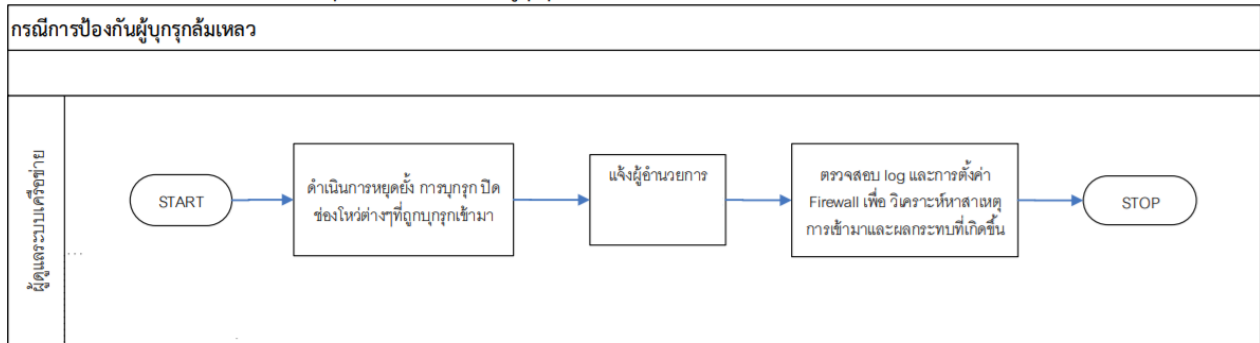 กรณีการป้องกันผู้บุกรุกล้มเหลว
ผู้ดูแลระบบเครือข่าย
START
ดำเนินการหยุดยั้ง การบุกรุก ปิด
ช่องโหว่ต่างๆที่ถูกบุกรุกเข้ามา
แจ้งผู้อำนวยการ
ตรวจสอบ log และการตั้งค่า
Firewall เพื่อ วิเคราะห์หาสาเหตุ
การเข้ามาและผลกระทบที่เกิดขึ้น
STOP